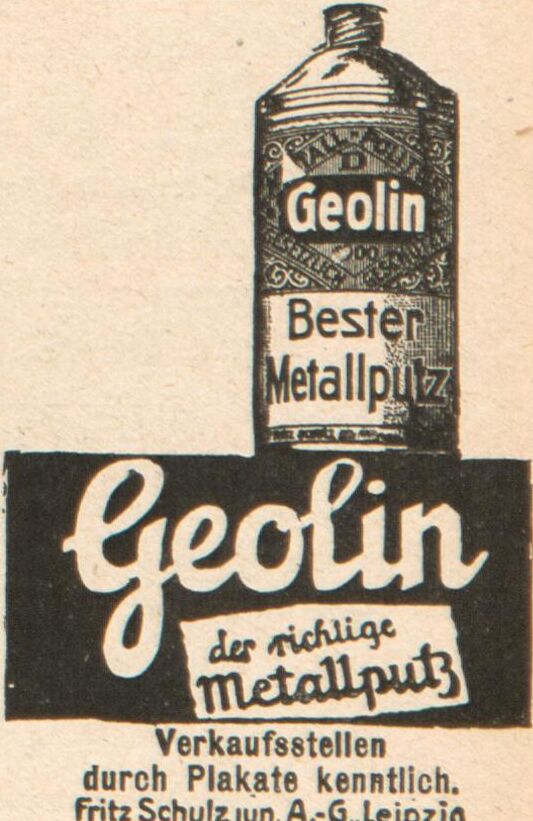 D
Geolin
Bester
Metallputz
Geolin
der richtige
Metallputz
Verkaufsstellen
durch Plakate kenntlich.
Fritz Schulz jun. A.-G., Leipzig